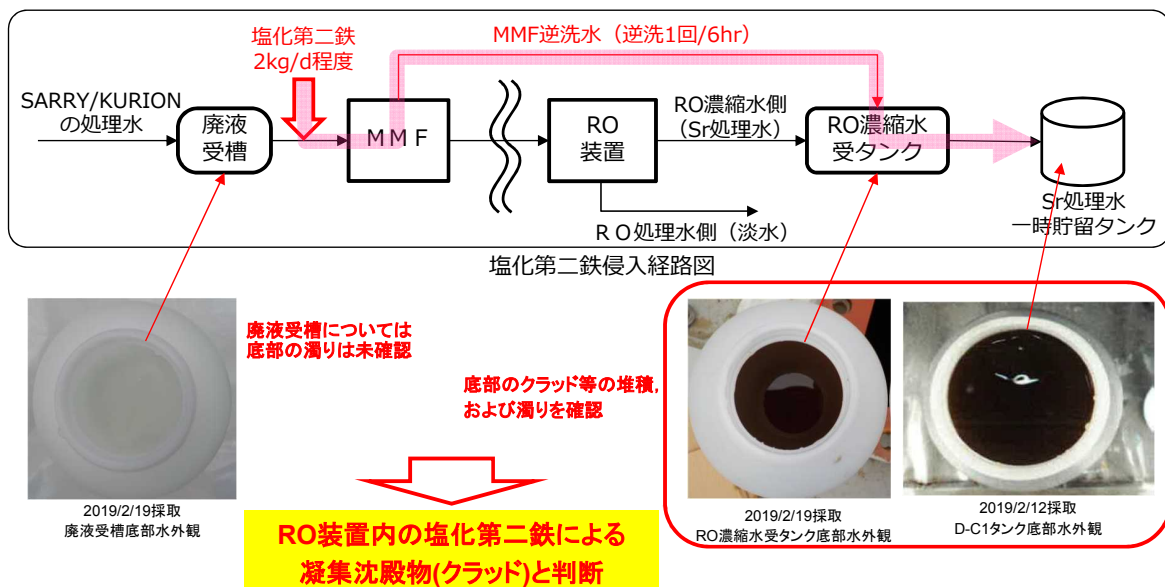 塩化第二鉄
2kg/d程度
MMF逆洗水（逆洗1回/6hr）
SARRY/KURION
の処理水
廃液
受槽
ＭＭＦ
RO
装置
RO濃縮水側
（Sr処理水）
RO濃縮水
受タンク
Sr処理水
一時貯留タンク
ＲＯ処理水側（淡水）
塩化第二鉄侵入経路図
廃液受槽については
底部の濁りは未確認
底部のクラッド等の堆積，
および濁りを確認
2019/2/19採取
廃液受槽底部水外観
2019/2/19採取
RO濃縮水受タンク底部水外観
2019/2/12採取
D-C1タンク底部水外観
RO装置内の塩化第二鉄による
凝集沈殿物(クラッド)と判断